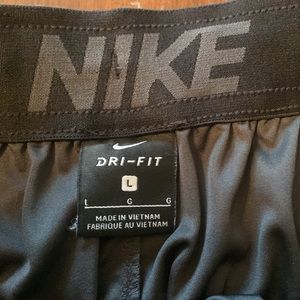 NIKE
DRI-FIT
L
L G G
MADE IN VIETNAM
FABRIQUÉ AU VIETNAM